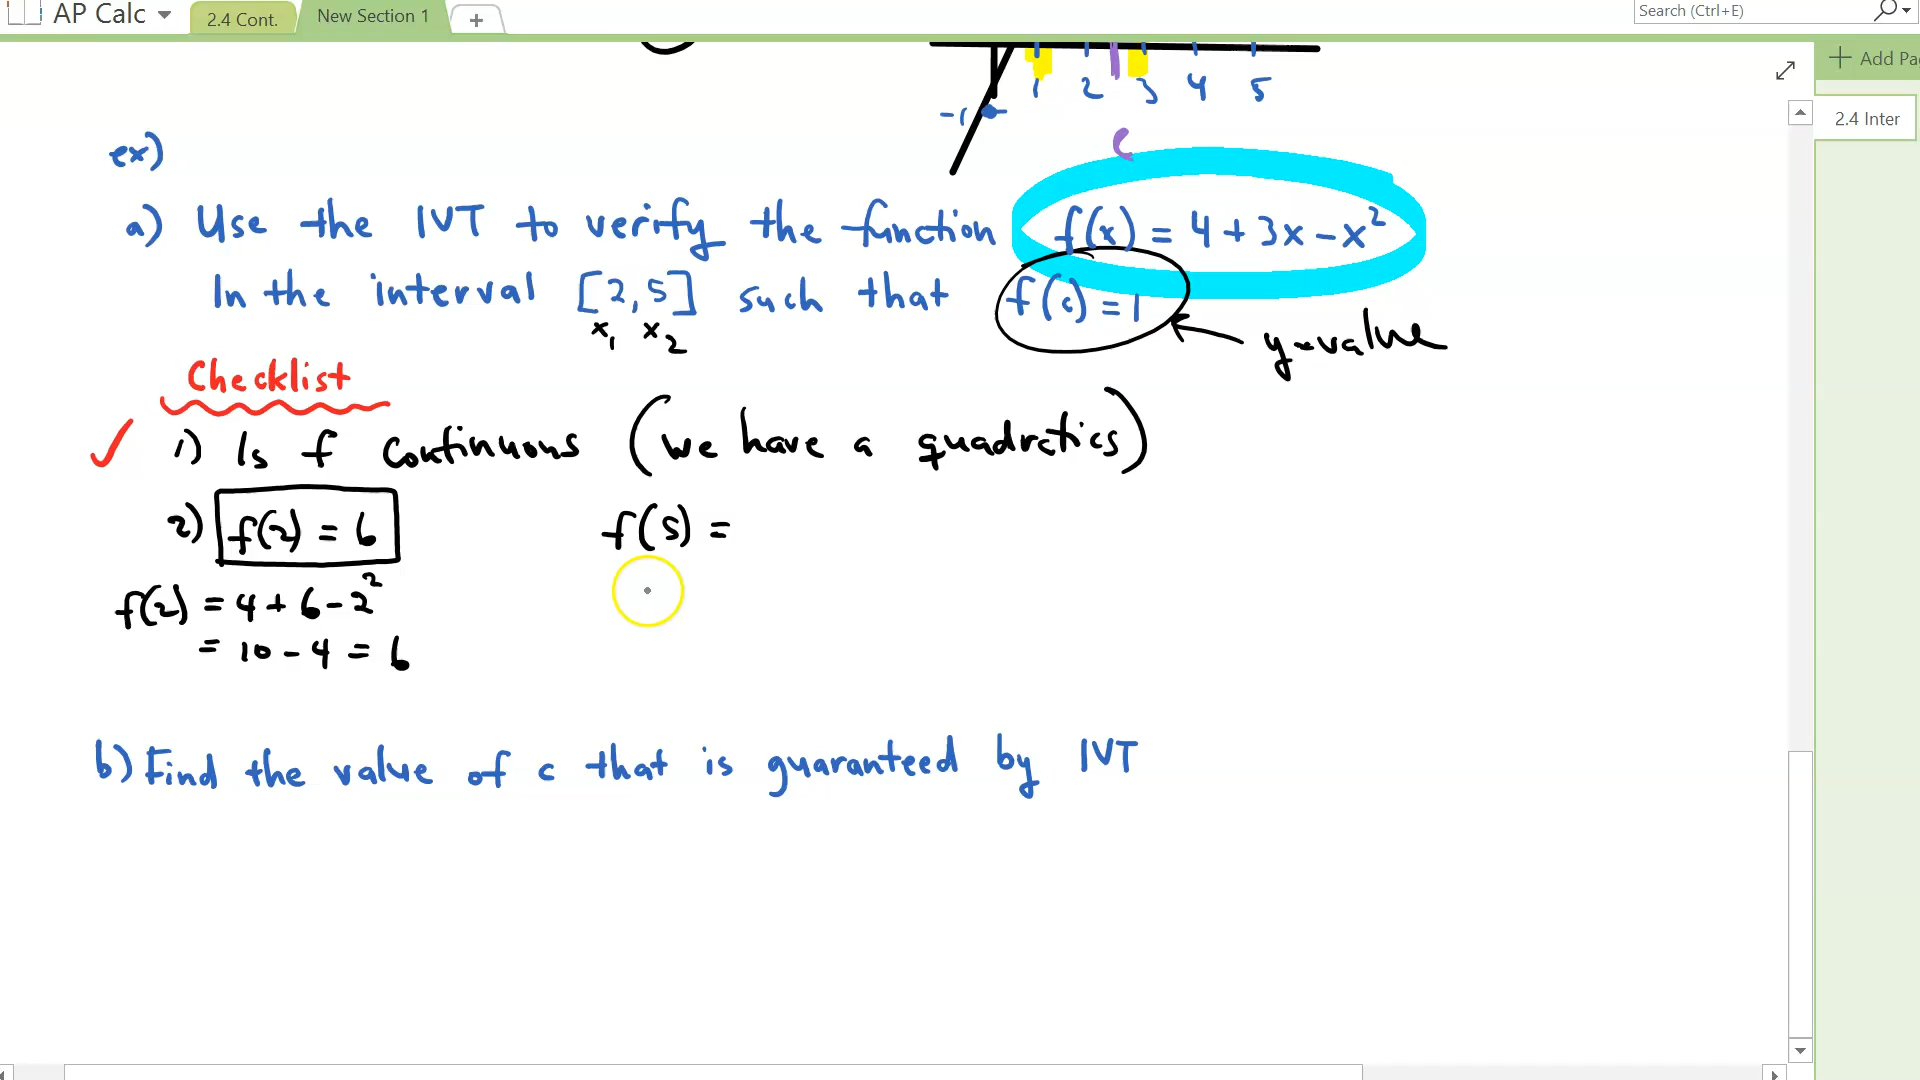 AP Calc
2.4 Cont.
New Section 1
+
Search (Ctrl+E)
Add Pa
2.4 Inter
1 2 3 4 5
-1
c
ex)
a) Use the IVT to verify the function f(x) = 4 + 3x - x²
In the interval [2, 5] such that f(c) = 1
x₁ x₂
y-value
Checklist
✓ 1) Is f continuous (we have a quadratics)
2) f(2) = 6 f(5) =
f(2) = 4 + 6 - 2²
= 10 - 4 = 6
b) Find the value of c that is guaranteed by IVT